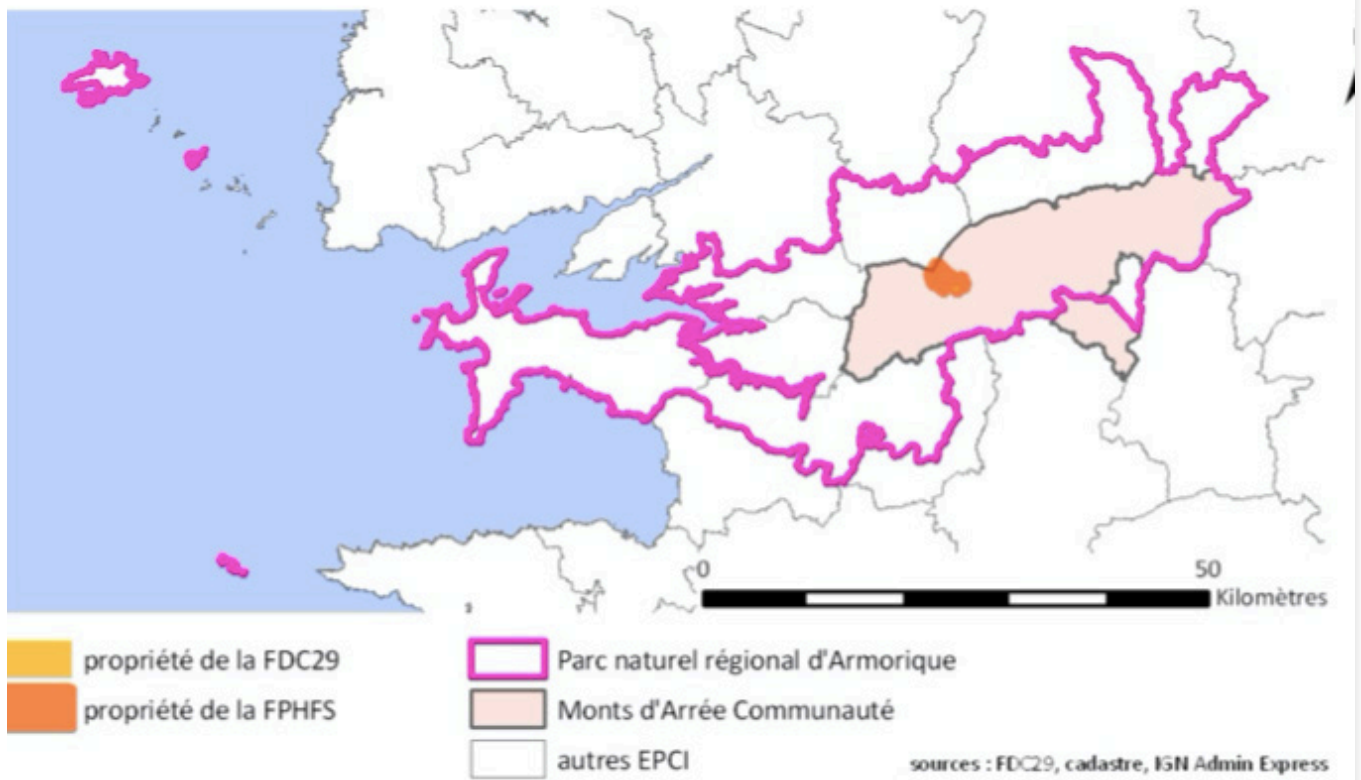 0 50
Kilomètres
propriété de la FDC29
propriété de la FPHFS
Parc naturel régional d'Armorique
Monts d'Arrée Communauté
autres EPCI
sources : FDC29, cadastre, IGN Admin Express